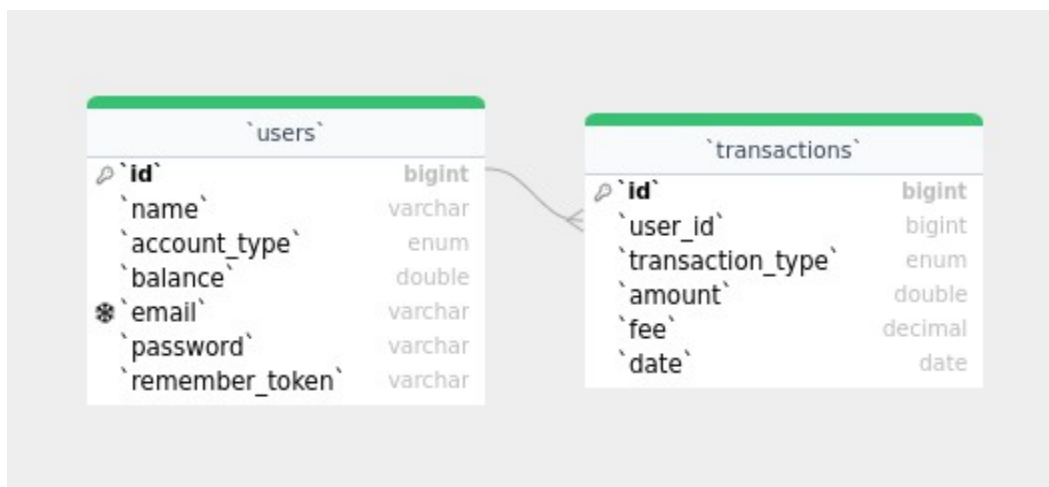 `users`
`id` bigint
`name` varchar
`account_type` enum
`balance` double
`email` varchar
`password` varchar
`remember_token` varchar
`transactions`
`id` bigint
`user_id` bigint
`transaction_type` enum
`amount` double
`fee` decimal
`date` date